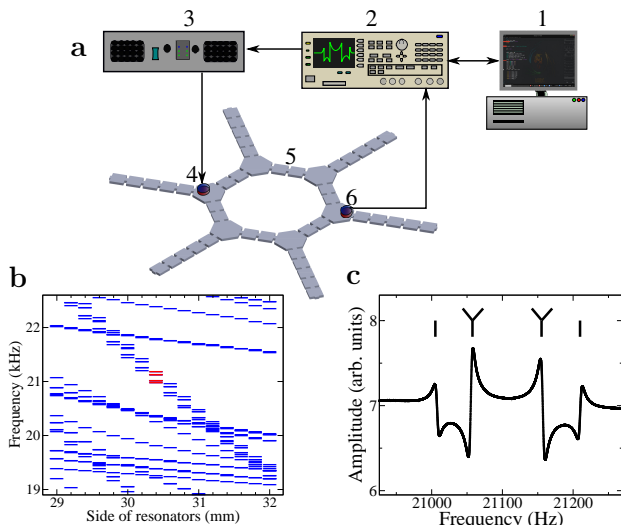 3
2
1
a
4
5
6
b
c
Frequency (kHz)
22
21
20
19
29
30
31
32
Side of resonators (mm)
Amplitude (arb. units)
8
7
6
21000
21100
21200
Frequency (Hz)